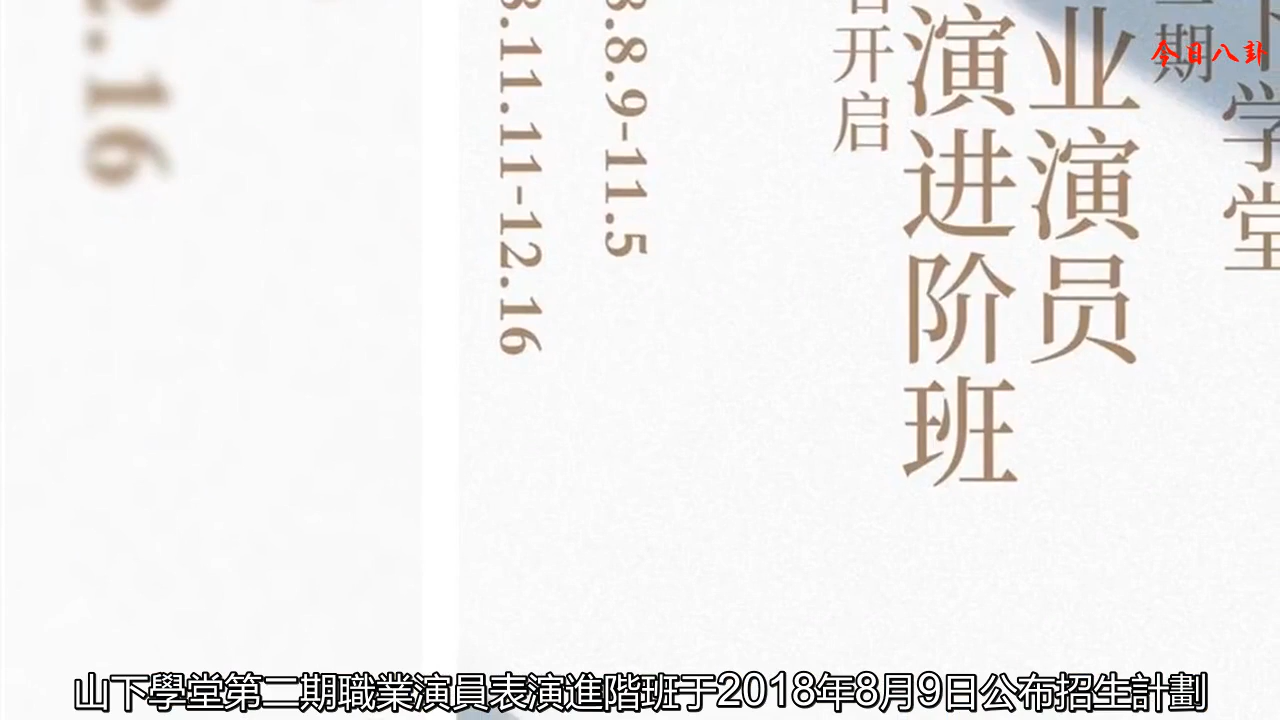 今日八卦
下学堂
二期
业演员
演进阶班
开启
8.8.9-11.5
8.11.11-12.16
2.16
山下學堂第二期職業演員表演進階班于2018年8月9日公布招生計劃